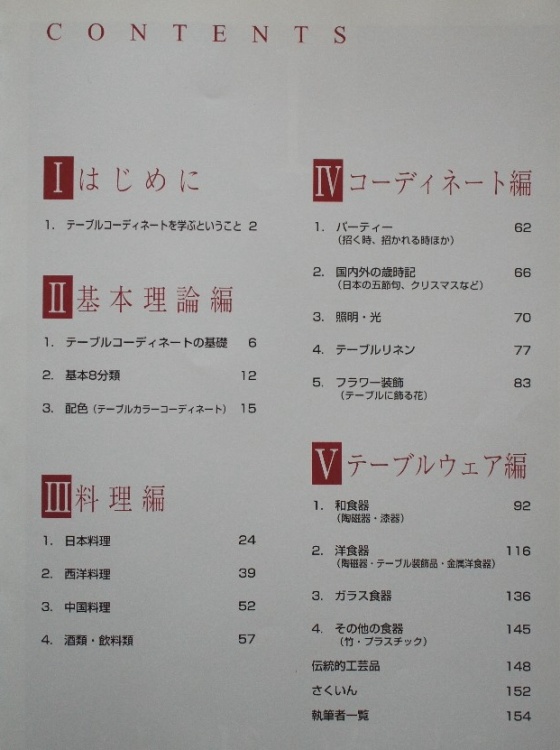 CONTENTS
Ⅰ はじめに
1. テーブルコーディネートを学ぶということ 2
Ⅱ 基本理論編
1. テーブルコーディネートの基礎 6
2. 基本8分類 12
3. 配色（テーブルカラーコーディネート） 15
Ⅲ 料理編
1. 日本料理 24
2. 西洋料理 39
3. 中国料理 52
4. 酒類・飲料類 57
Ⅳ コーディネート編
1. パーティー 62
（招く時、招かれる時ほか）
2. 国内外の歳時記 66
（日本の五節句、クリスマスなど）
3. 照明・光 70
4. テーブルリネン 77
5. フラワー装飾 83
（テーブルに飾る花）
Ⅴ テーブルウェア編
1. 和食器 92
（陶磁器・漆器）
2. 洋食器 116
（陶磁器・テーブル装飾品・金属洋食器）
3. ガラス食器 136
4. その他の食器 145
（竹・プラスチック）
伝統的工芸品 148
さくいん 152
執筆者一覧 154